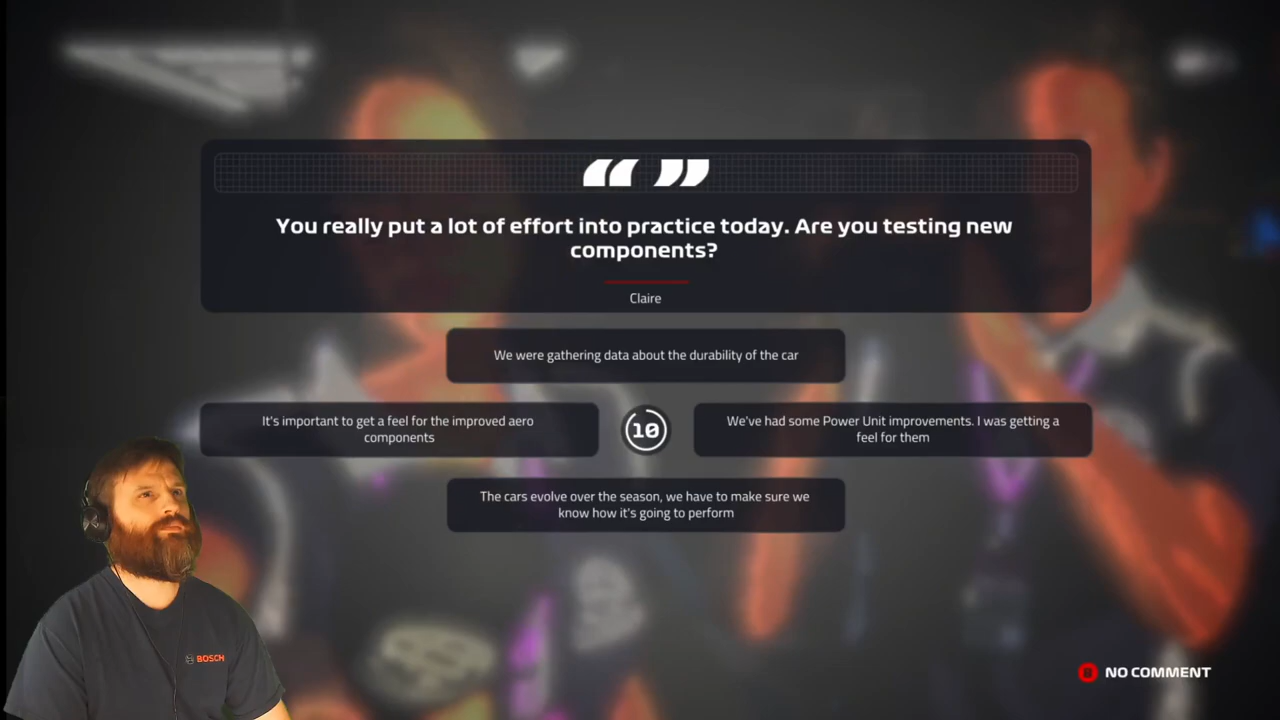 You really put a lot of effort into practice today. Are you testing new
components?
Claire
We were gathering data about the durability of the car
It's important to get a feel for the improved aero
components
10
We've had some Power Unit improvements. I was getting a
feel for them
The cars evolve over the season, we have to make sure we
know how it's going to perform
BOSCH
B NO COMMENT